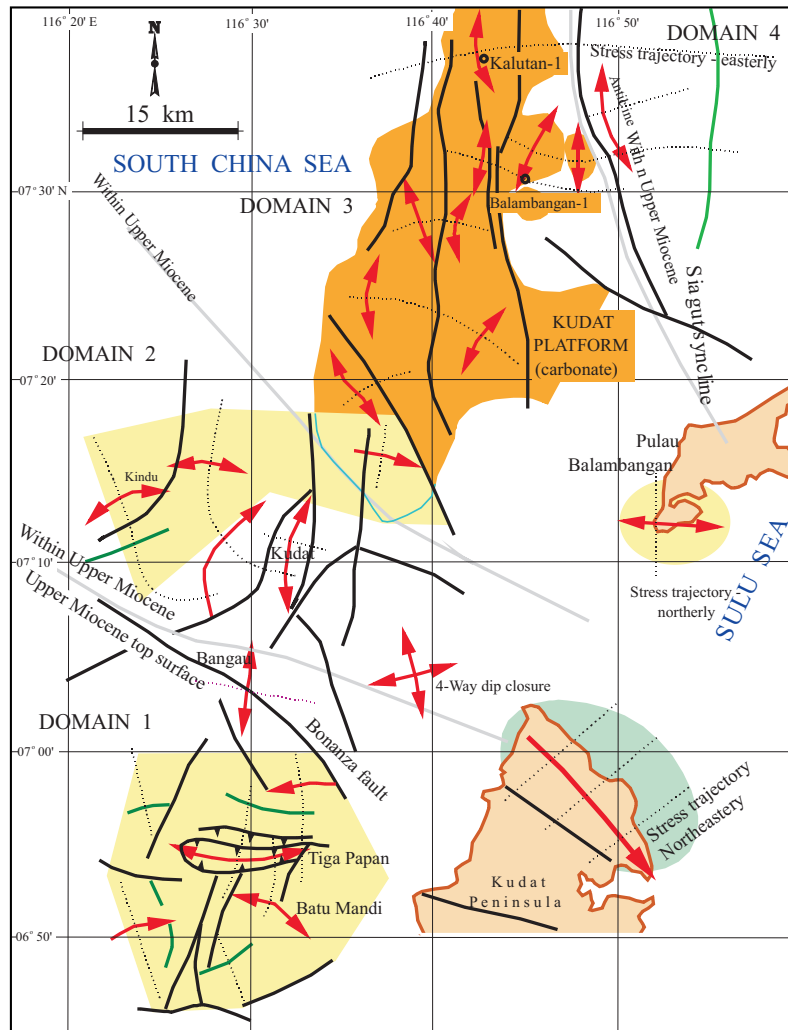 116° 20' E
116° 30'
116° 40'
116° 50'
N
DOMAIN 4
Stress trajectory - easterly
Kalutan-1
15 km
SOUTH CHINA SEA
Anticline With n Upper Miocene
Within Upper Miocene
07° 30' N
DOMAIN 3
Balambangan-1
Siagut syncline
KUDAT
PLATFORM
(carbonate)
DOMAIN 2
07° 20'
Pulau
Balambangan
Kindu
Kudat
07° 10'
Within Upper Miocene
Upper Miocene top surface
Stress trajectory -
northerly
SULU SEA
Bangau
4-Way dip closure
DOMAIN 1
Bonanza fault
07° 00'
Stress trajectory
Northeastery
Tiga Papan
Kudat
Peninsula
Batu Mandi
06° 50'